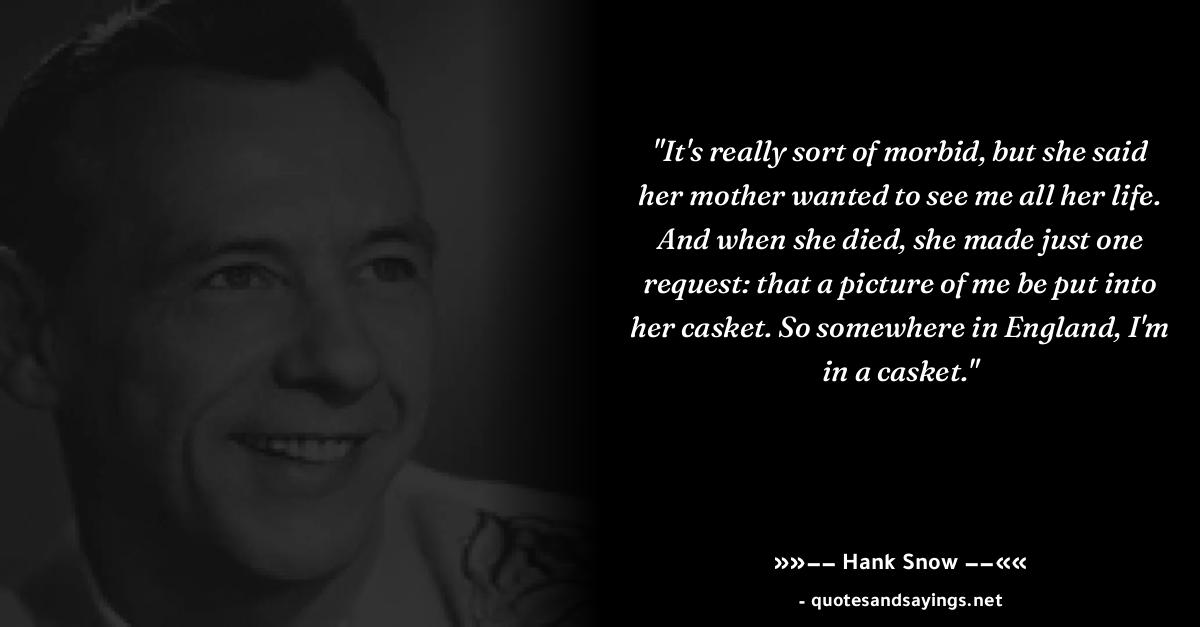 "It's really sort of morbid, but she said
her mother wanted to see me all her life.
And when she died, she made just one
request: that a picture of me be put into
her casket. So somewhere in England, I'm
in a casket."
»»—— Hank Snow ——««
- quotesandsayings.net